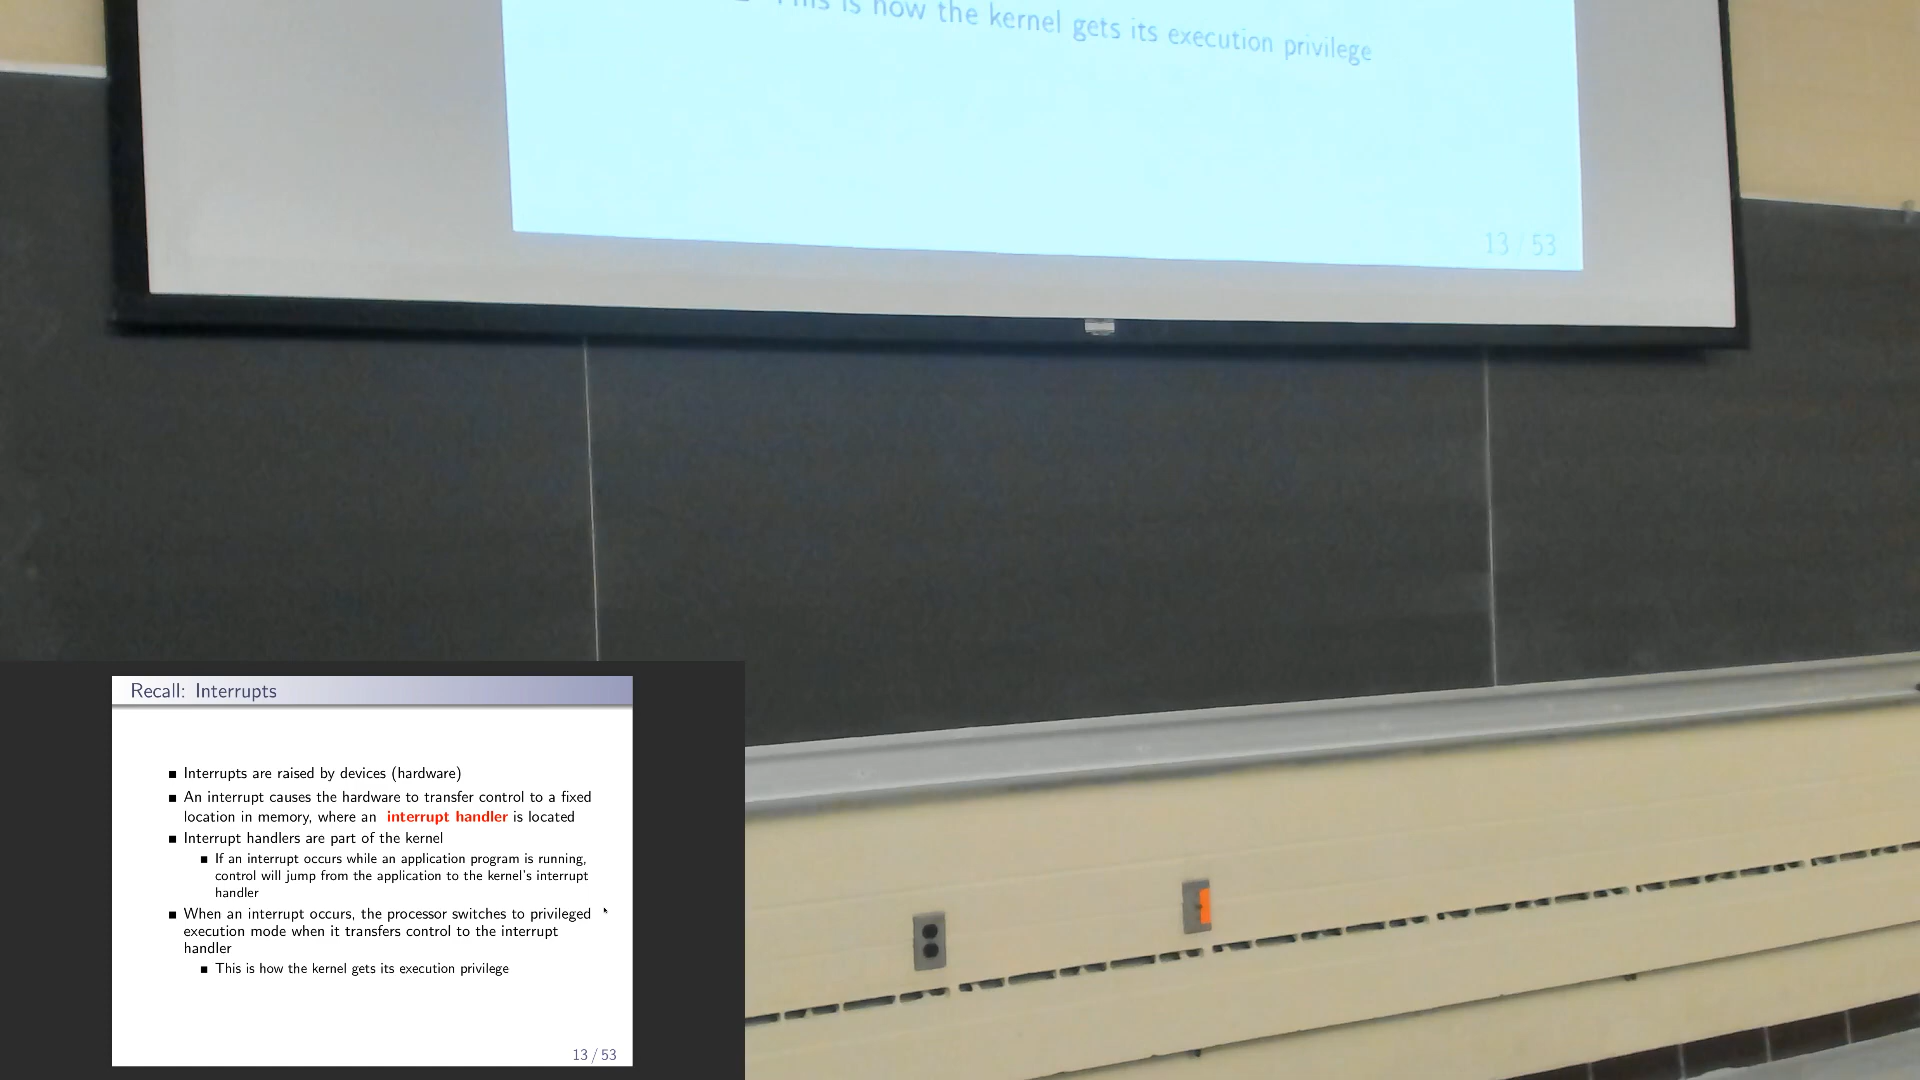 This is how the kernel gets its execution privilege
13 / 53
Recall: Interrupts
■ Interrupts are raised by devices (hardware)
■ An interrupt causes the hardware to transfer control to a fixed
location in memory, where an interrupt handler is located
■ Interrupt handlers are part of the kernel
■ If an interrupt occurs while an application program is running,
control will jump from the application to the kernel's interrupt
handler
■ When an interrupt occurs, the processor switches to privileged
execution mode when it transfers control to the interrupt
handler
■ This is how the kernel gets its execution privilege
13 / 53